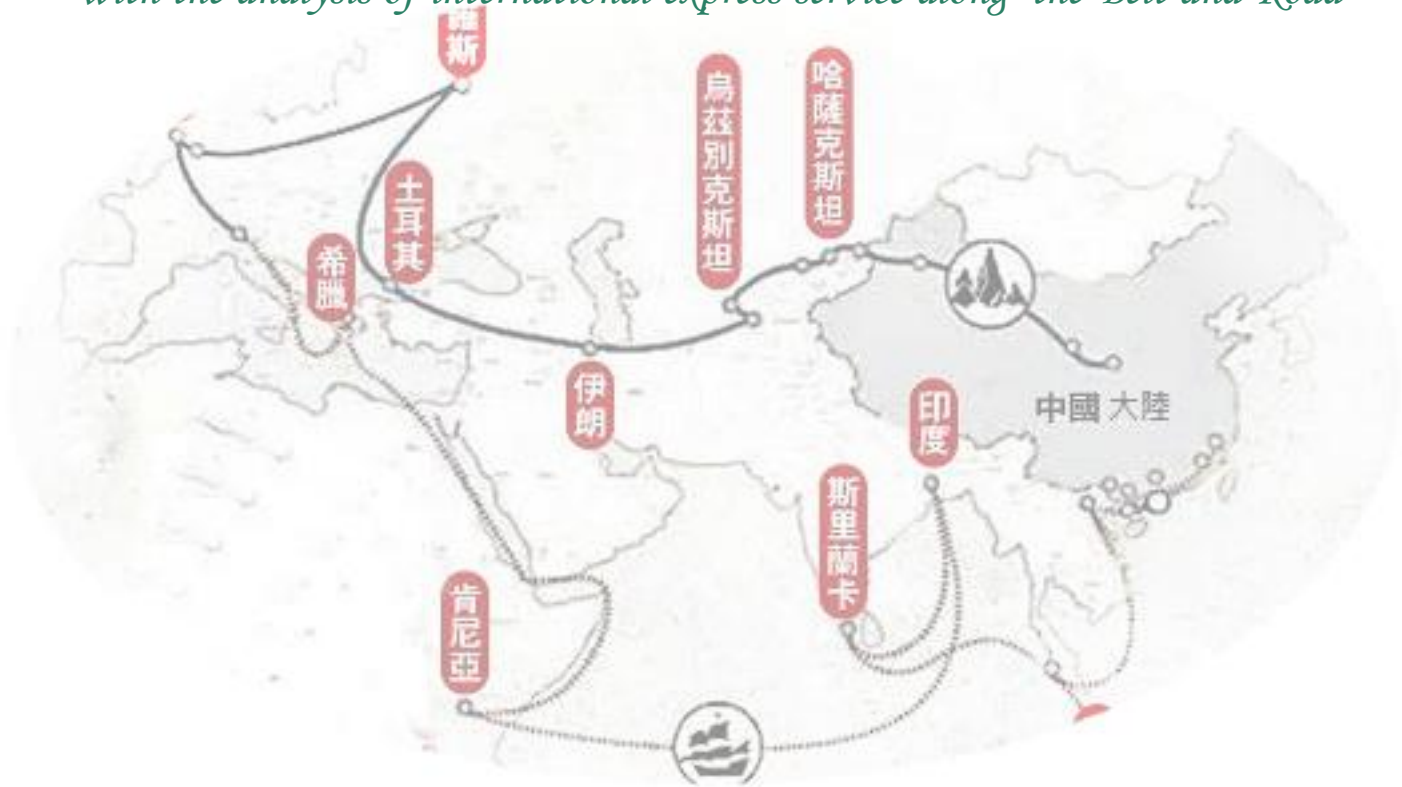 with the analysis of international express service along the Belt and Road
羅斯
烏茲別克斯坦
哈薩克斯坦
土耳其
希臘
伊朗
印度
中國 大陸
斯里蘭卡
肯尼亞